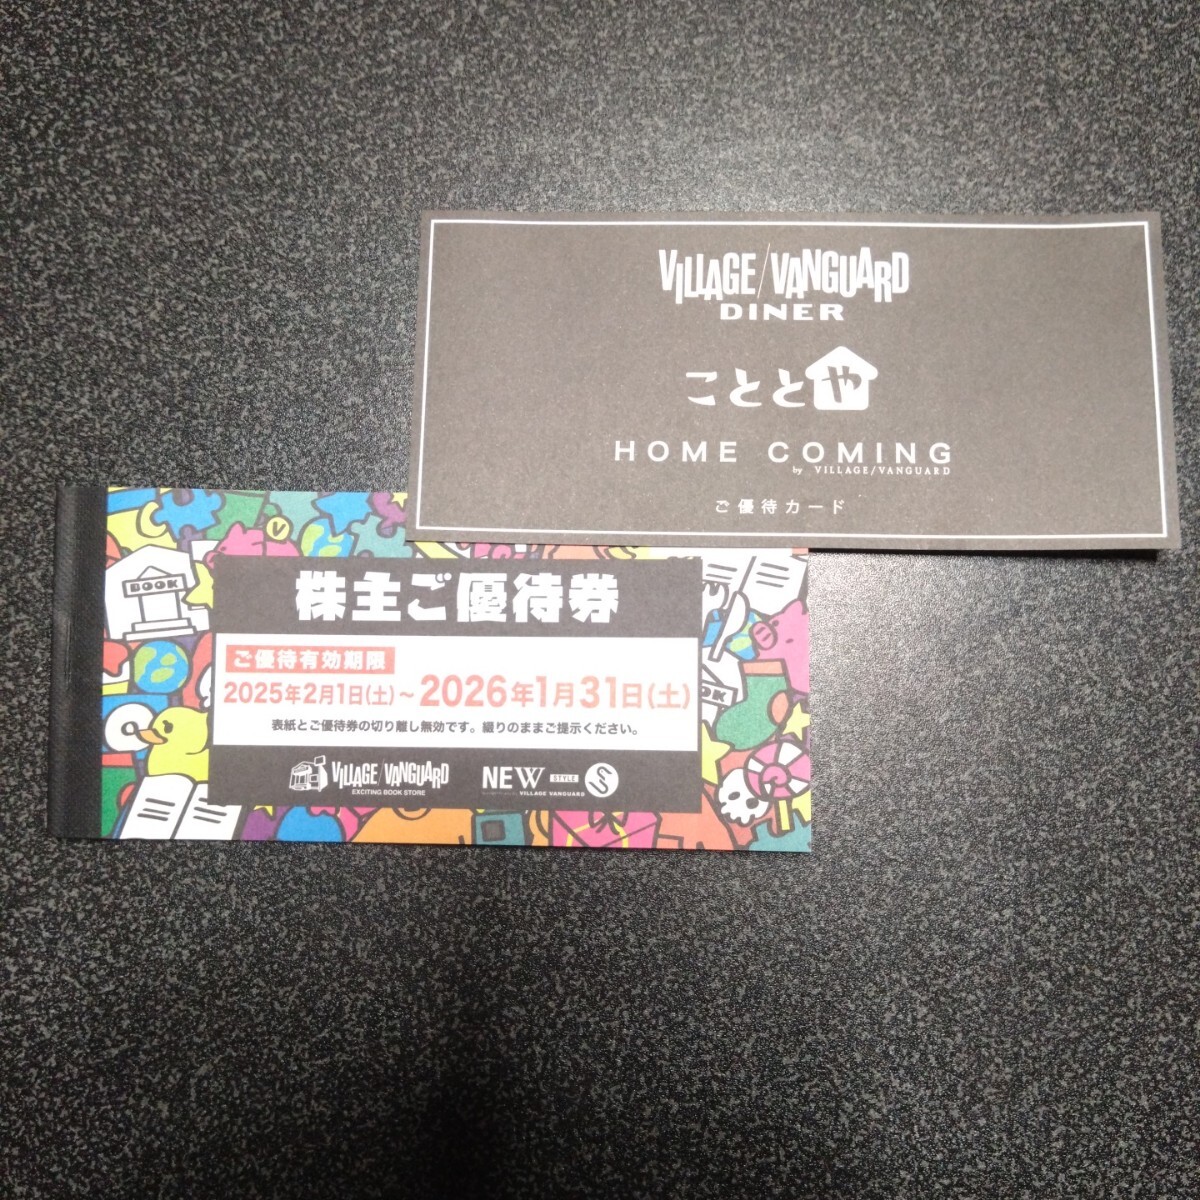 VILLAGE/VANGUARD
DINER
こととや
HOME COMING
by VILLAGE/VANGUARD
ご優待カード
BOOK
V
株主ご優待券
ご優待有効期限
2025年2月1日(土)~2026年1月31日(土)
表紙とご優待券の切り離し無効です。綴りのままご提示ください。
VILLAGE/VANGUARD
EXCITING BOOK STORE
NEW STYLE
VILLAGE VANGUARD